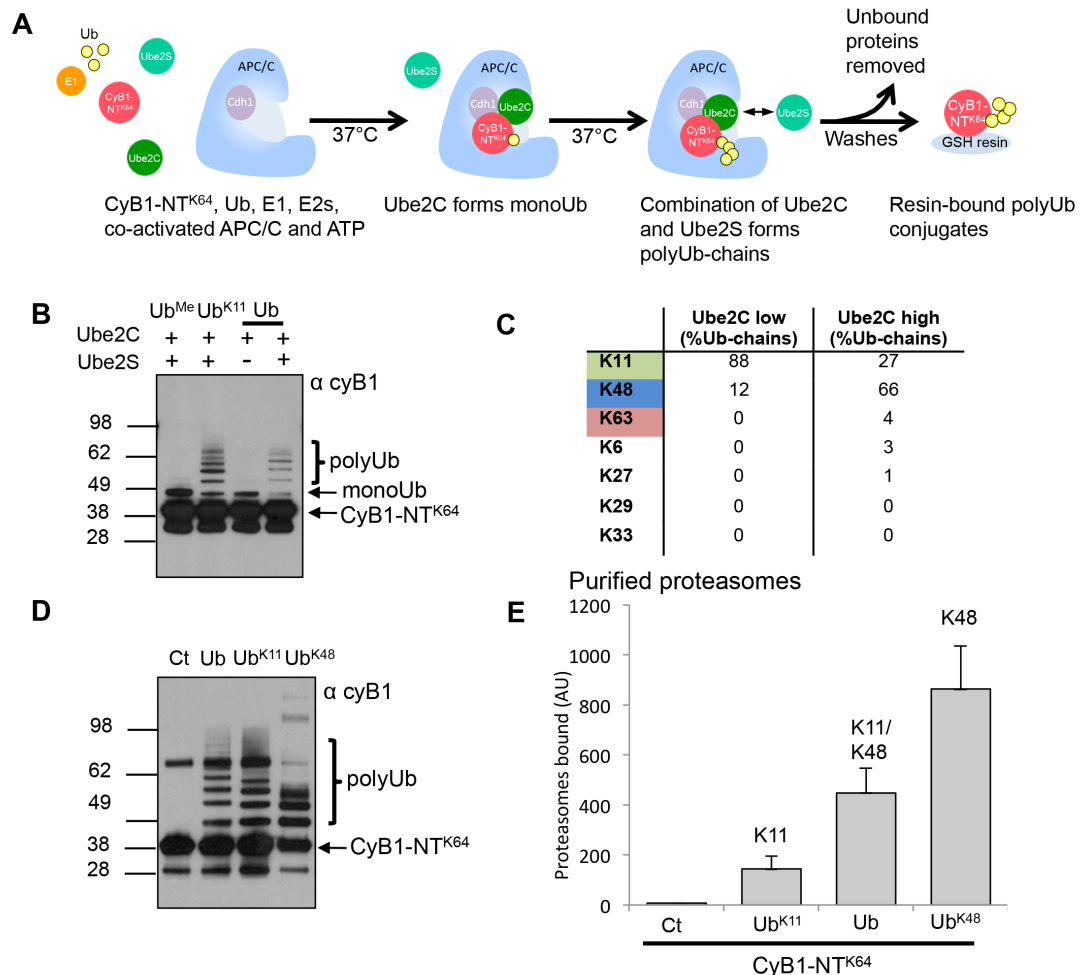 A
Ub
E1
Ube2S
CyB1-
NTK64
Ube2C
APC/C
Cdh1
37°C
Ube2S
APC/C
Cdh1
Ube2C
CyB1-
NTK64
37°C
APC/C
Cdh1
Ube2C
CyB1-
NTK64
Ube2S
Unbound
proteins
removed
Washes
CyB1-
NTK64
GSH resin
CyB1-NTK64, Ub, E1, E2s,
co-activated APC/C and ATP
Ube2C forms monoUb
Combination of Ube2C
and Ube2S forms
polyUb-chains
Resin-bound polyUb
conjugates
B
UbMe UbK11 Ub
Ube2C + + + +
Ube2S + + - +
α cyB1
98
62
49
38
28
polyUb
monoUb
CyB1-NTK64
C
Ube2C low
(%Ub-chains)
Ube2C high
(%Ub-chains)
K11 88 27
K48 12 66
K63 0 4
K6 0 3
K27 0 1
K29 0 0
K33 0 0
D
Ct Ub UbK11 UbK48
α cyB1
98
62
49
38
28
polyUb
CyB1-NTK64
E
Purified proteasomes
Proteasomes bound (AU)
1200
1000
800
600
400
200
0
K11
K11/
K48
K48
Ct UbK11 Ub UbK48
CyB1-NTK64